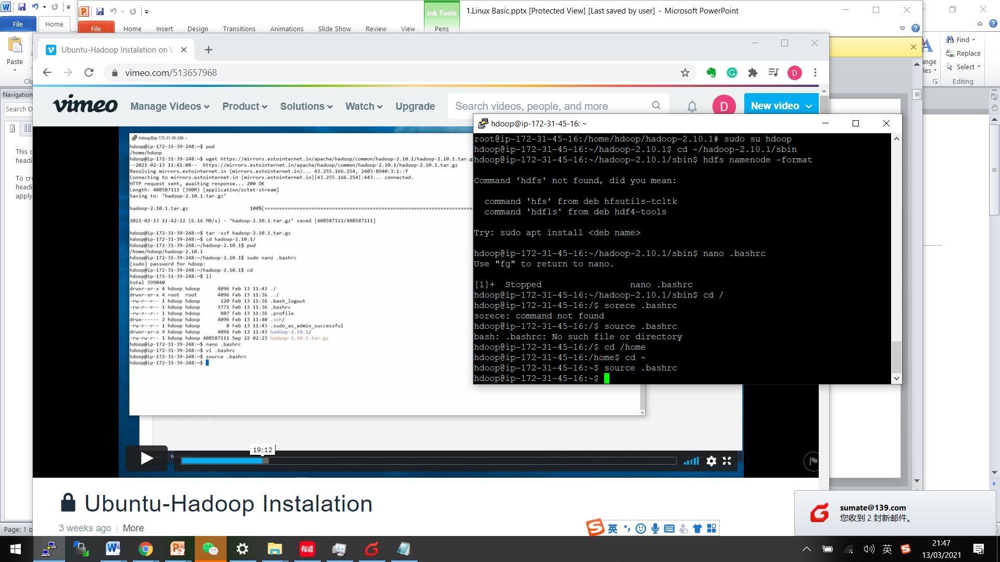 File
Home
Paste
Navigation
1.Linux Basic.pptx [Protected View] [Last saved by user] - Microsoft PowerPoint
Ink Tools
File
Home
Insert
Design
Transitions
Animations
Slide Show
Review
View
Pens
Find
Replace
Select
Editing
vimeo.com/513657968
vimeo
Manage Videos
Product
Solutions
Watch
Upgrade
Search videos, people, and more
D
New video
hdoop@ip-172-31-39-248: ~
hdoop@ip-172-31-39-248:~$ pwd
/home/hdoop
hdoop@ip-172-31-39-248:~$ wget https://mirrors.estointernet.in/apache/hadoop/common/hadoop-2.10.1/hadoop-2.10.1.tar.g
--2021-02-13 11:41:08-- https://mirrors.estointernet.in/apache/hadoop/common/hadoop-2.10.1/hadoop-2.10.1.tar.gz
Resolving mirrors.estointernet.in (mirrors.estointernet.in)... 43.255.166.254, 2403:8940:3:1::f
Connecting to mirrors.estointernet.in (mirrors.estointernet.in)|43.255.166.254|:443... connected.
HTTP request sent, awaiting response... 200 OK
Length: 408587111 (390M) [application/octet-stream]
Saving to: ‘hadoop-2.10.1.tar.gz’
hadoop-2.10.1.tar.gz 100%[
2021-02-13 11:42:12 (6.16 MB/s) - ‘hadoop-2.10.1.tar.gz’ saved [408587111/408587111]
hdoop@ip-172-31-39-248:~$ tar -xzf hadoop-2.10.1.tar.gz
hdoop@ip-172-31-39-248:~$ cd hadoop-2.10.1/
hdoop@ip-172-31-39-248:~/hadoop-2.10.1$ pwd
/home/hdoop/hadoop-2.10.1
hdoop@ip-172-31-39-248:~/hadoop-2.10.1$ sudo nano .bashrc
[sudo] password for hdoop:
hdoop@ip-172-31-39-248:~/hadoop-2.10.1$ cd
hdoop@ip-172-31-39-248:~$ ll
total 399040
drwxr-xr-x 4 hdoop hdoop 4096 Feb 13 11:43 ./
drwxr-xr-x 4 root root 4096 Feb 13 11:36 ../
-rw-r--r-- 1 hdoop hdoop 220 Feb 13 11:36 .bash_logout
-rw-r--r-- 1 hdoop hdoop 3771 Feb 13 11:36 .bashrc
-rw-r--r-- 1 hdoop hdoop 807 Feb 13 11:36 .profile
drwx------ 2 hdoop hdoop 4096 Feb 13 11:40 .ssh/
-rw-r--r-- 1 hdoop hdoop 0 Feb 13 11:43 .sudo_as_admin_successful
drwxr-xr-x 9 hdoop hdoop 4096 Feb 13 11:43 hadoop-2.10.1/
-rw-r--r-- 1 hdoop hdoop 408587111 Sep 22 02:23 hadoop-2.10.1.tar.gz
hdoop@ip-172-31-39-248:~$ nano .bashrc
hdoop@ip-172-31-39-248:~$ vi .bashrc
hdoop@ip-172-31-39-248:~$ source .bashrc
hdoop@ip-172-31-39-248:~$
hdoop@ip-172-31-45-16: ~
root@ip-172-31-45-16:/home/hdoop/hadoop-2.10.1# sudo su hdoop
hdoop@ip-172-31-45-16:~/hadoop-2.10.1$ cd ~/hadoop-2.10.1/sbin
hdoop@ip-172-31-45-16:~/hadoop-2.10.1/sbin$ hdfs namenode -format
Command 'hdfs' not found, did you mean:
command 'hfs' from deb hfsutils-tcltk
command 'hdfls' from deb hdf4-tools
Try: sudo apt install <deb name>
hdoop@ip-172-31-45-16:~/hadoop-2.10.1/sbin$ nano .bashrc
Use "fg" to return to nano.
[1]+ Stopped nano .bashrc
hdoop@ip-172-31-45-16:~/hadoop-2.10.1/sbin$ cd /
hdoop@ip-172-31-45-16:/$ sorece .bashrc
sorece: command not found
hdoop@ip-172-31-45-16:/$ source .bashrc
bash: .bashrc: No such file or directory
hdoop@ip-172-31-45-16:/$ cd /home
hdoop@ip-172-31-45-16:/home$ cd ~
hdoop@ip-172-31-45-16:~$ source .bashrc
hdoop@ip-172-31-45-16:~$
19:12
Ubuntu-Hadoop Instalation
3 weeks ago | More
Page: 1 o
英
sumate@139.com
您收到 2 封新邮件。
有道
英
21:47
13/03/2021